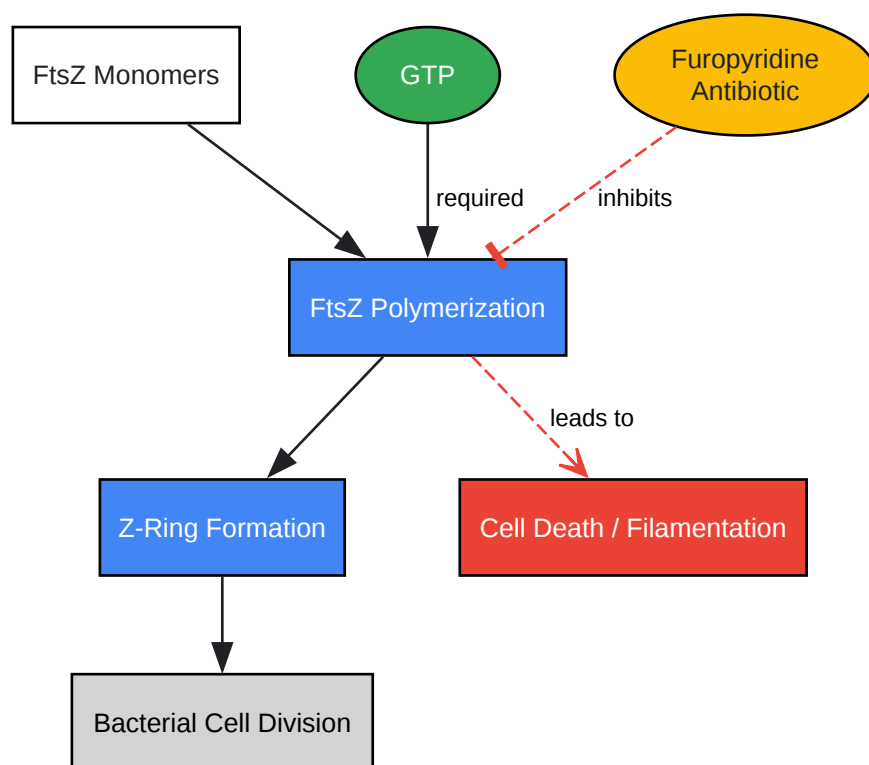 FtsZ Monomers
GTP
Furopyridine
Antibiotic
required
inhibits
FtsZ Polymerization
leads to
Z-Ring Formation
Cell Death / Filamentation
Bacterial Cell Division